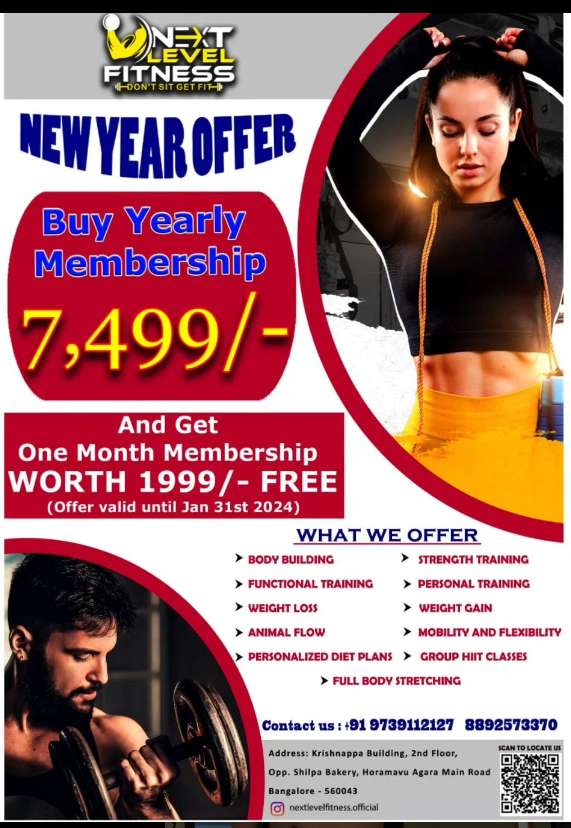 NEXT
LEVEL
FITNESS
DON'T SIT GET FIT
NEW YEAR OFFER
Buy Yearly
Membership
7,499/-
And Get
One Month Membership
WORTH 1999/- FREE
(Offer valid until Jan 31st 2024)
WHAT WE OFFER
BODY BUILDING
STRENGTH TRAINING
FUNCTIONAL TRAINING
PERSONAL TRAINING
WEIGHT LOSS
WEIGHT GAIN
ANIMAL FLOW
MOBILITY AND FLEXIBILITY
PERSONALIZED DIET PLANS
GROUP HIIT CLASSES
FULL BODY STRETCHING
Contact us : +91 9739112127 8892573370
Address: Krishnappa Building, 2nd Floor,
Opp. Shilpa Bakery, Horamavu Agara Main Road
Bangalore - 560043
nextlevelfitness.official
SCAN TO LOCATE US